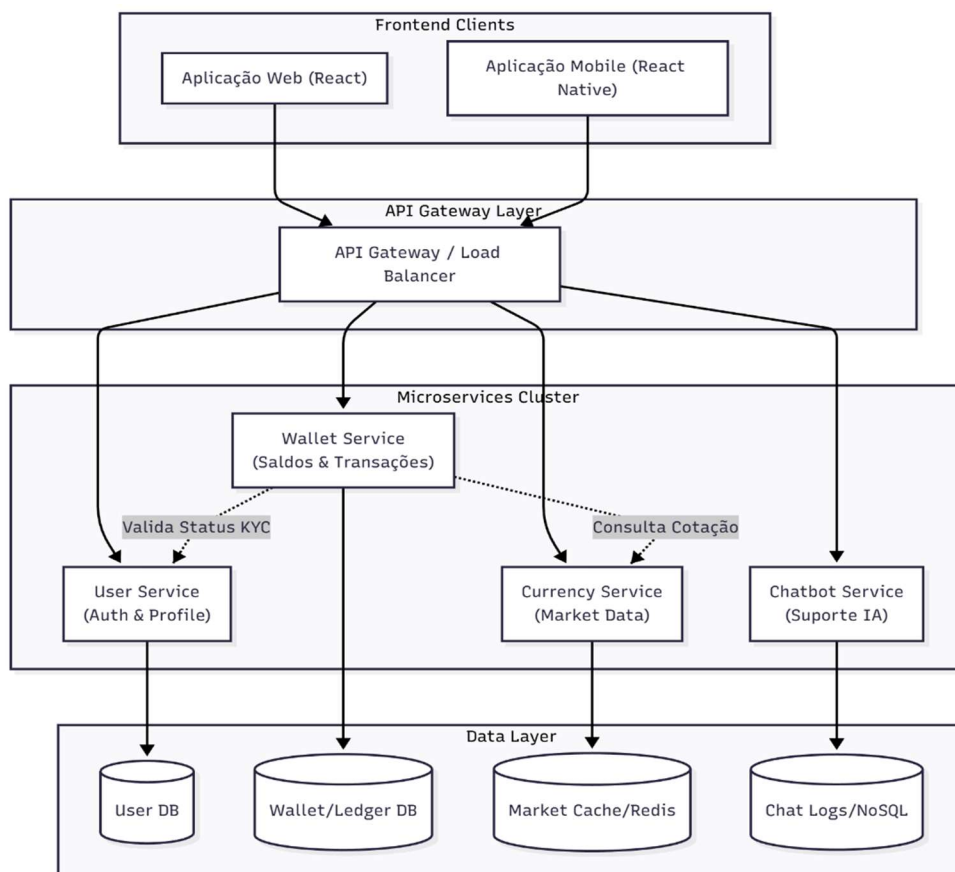 Frontend Clients
Aplicação Web (React)
Aplicação Mobile (React
Native)
API Gateway Layer
API Gateway / Load
Balancer
Microservices Cluster
Wallet Service
(Saldos & Transações)
Valida Status KYC
Consulta Cotação
User Service
(Auth & Profile)
Currency Service
(Market Data)
Chatbot Service
(Suporte IA)
Data Layer
User DB
Wallet/Ledger DB
Market Cache/Redis
Chat Logs/NoSQL